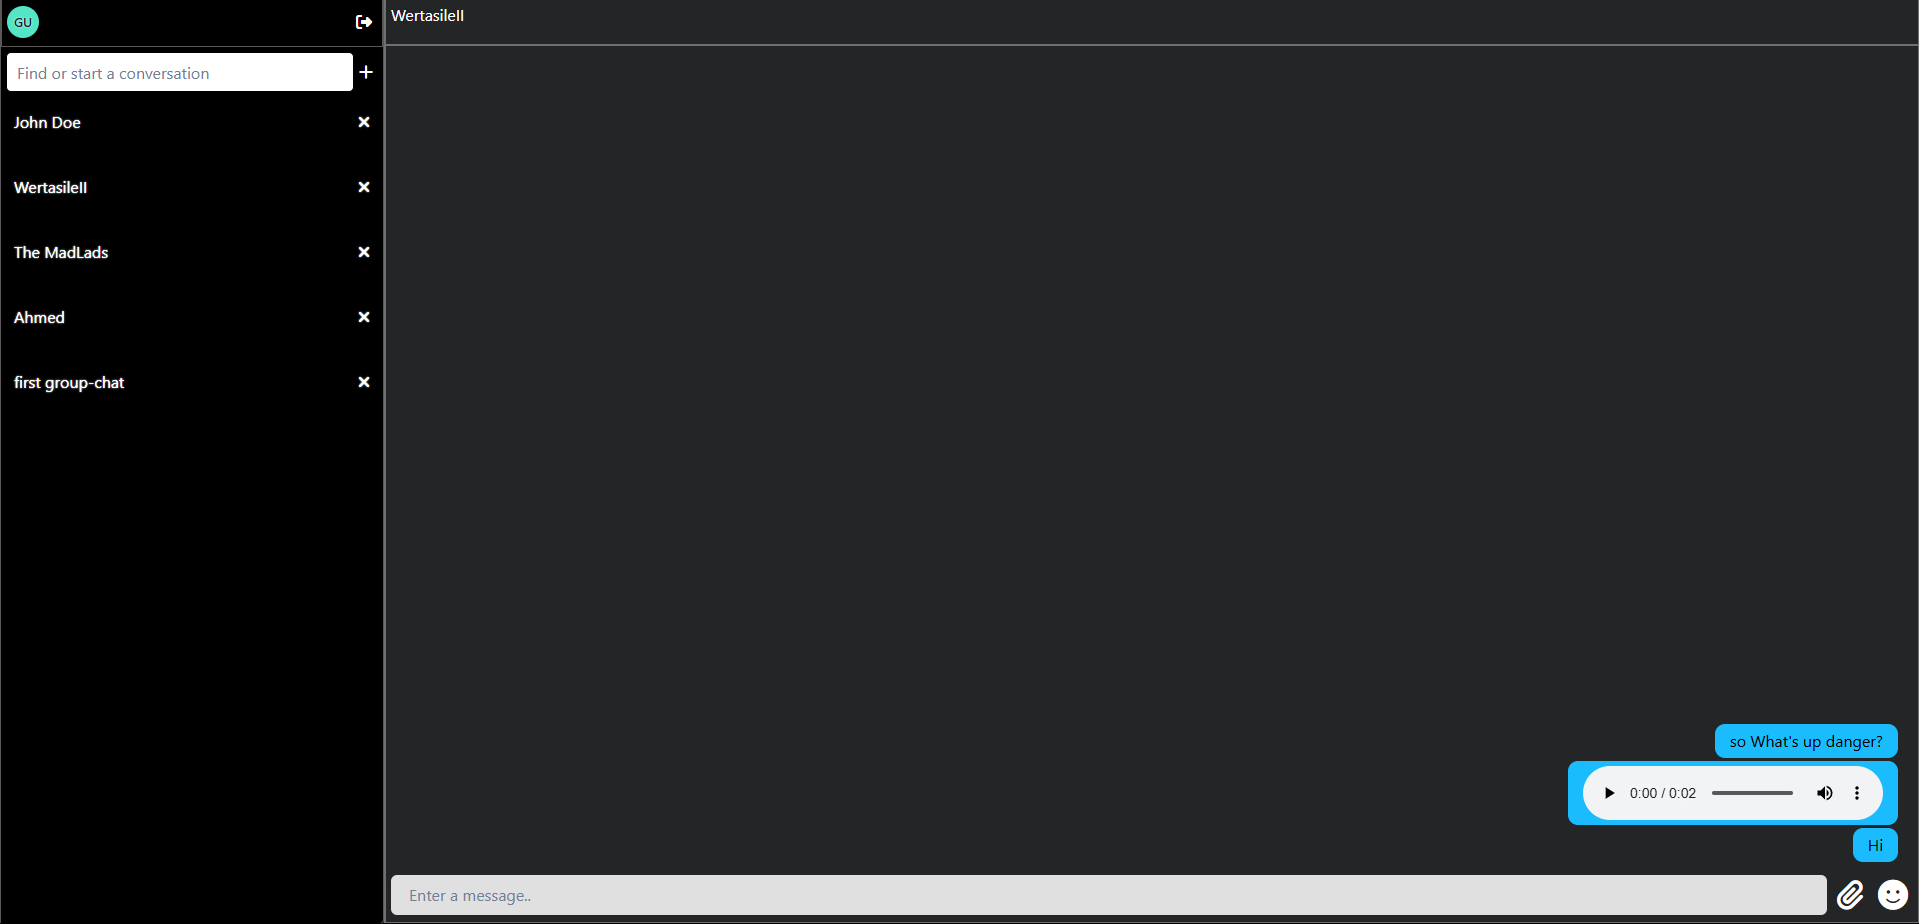 GU
Find or start a conversation
John Doe
Wertasilell
The MadLads
Ahmed
first group-chat
Wertasilell
so What's up danger?
0:00 / 0:02
Hi
Enter a message..